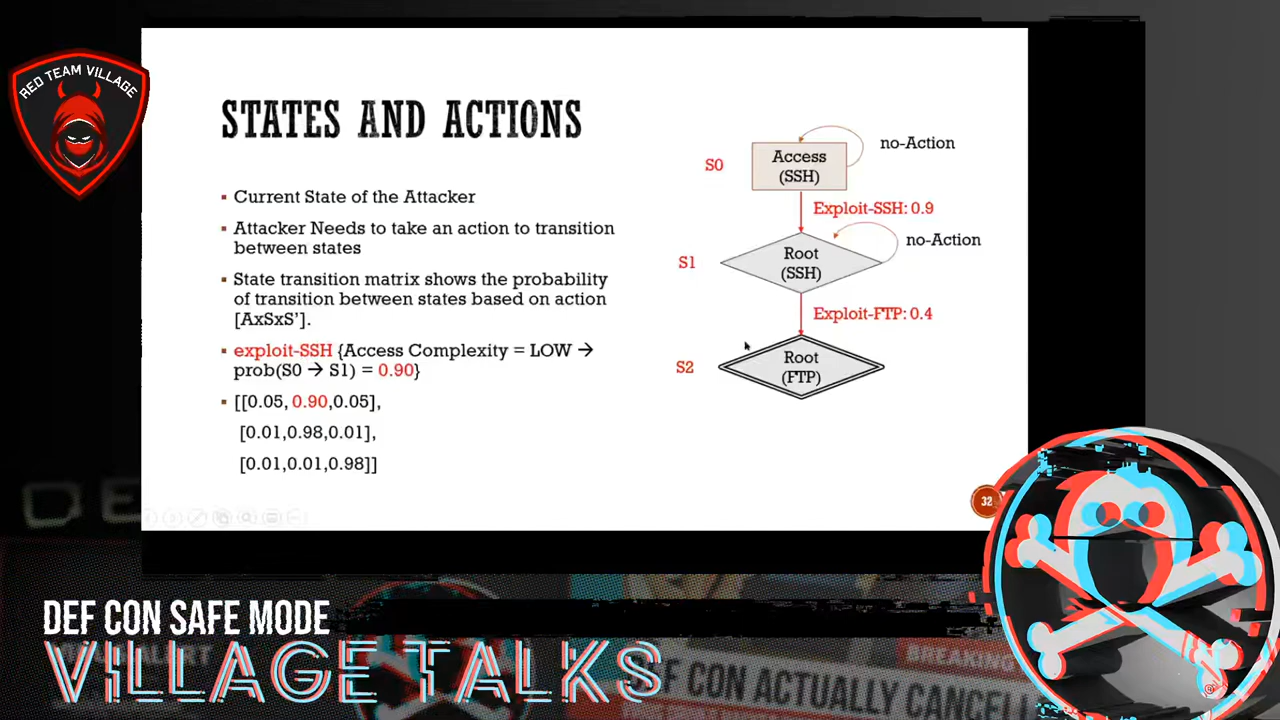 RED TEAM VILLAGE
STATES AND ACTIONS
▪ Current State of the Attacker
▪ Attacker Needs to take an action to transition
between states
▪ State transition matrix shows the probability
of transition between states based on action
[AxSxS’].
▪ exploit-SSH {Access Complexity = LOW →
prob(S0 → S1) = 0.90}
▪ [[0.05, 0.90,0.05],
[0.01,0.98,0.01],
[0.01,0.01,0.98]]
no-Action
S0
Access
(SSH)
Exploit-SSH: 0.9
no-Action
S1
Root
(SSH)
Exploit-FTP: 0.4
S2
Root
(FTP)
32
DEF CON SAFE MODE
VILLAGE TALKS
BREAKING
DEF CON ACTUALLY CANCEL